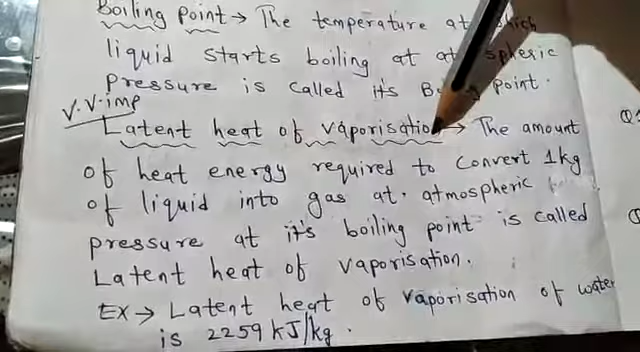 Boiling point → The temperature at which
liquid starts boiling at spheric
pressure is called it's B Point.
V.V.imp
Latent heat of vaporisation → The amount
of heat energy required to convert 1kg
of liquid into gas at. atmospheric
pressure at it's boiling point is called
Latent heat of vaporisation.
EX → Latent heat of vaporisation of water
is 2259 kJ/kg.